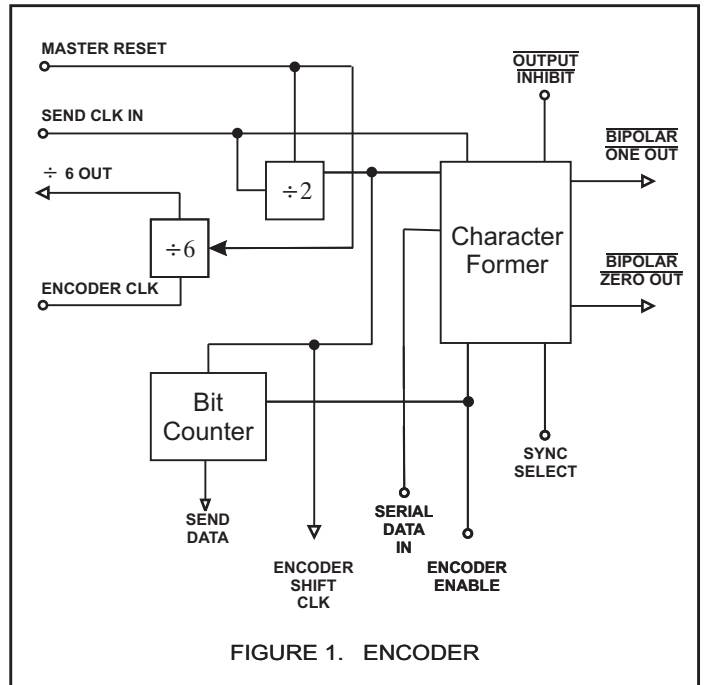 MASTER RESET
SEND CLK IN
÷ 6 OUT
ENCODER CLK
÷2
÷6
OUTPUT
INHIBIT
BIPOLAR
ONE OUT
Character
Former
BIPOLAR
ZERO OUT
Bit
Counter
SEND
DATA
ENCODER
SHIFT
CLK
SERIAL
DATA
IN
ENCODER
ENABLE
SYNC
SELECT
FIGURE 1. ENCODER